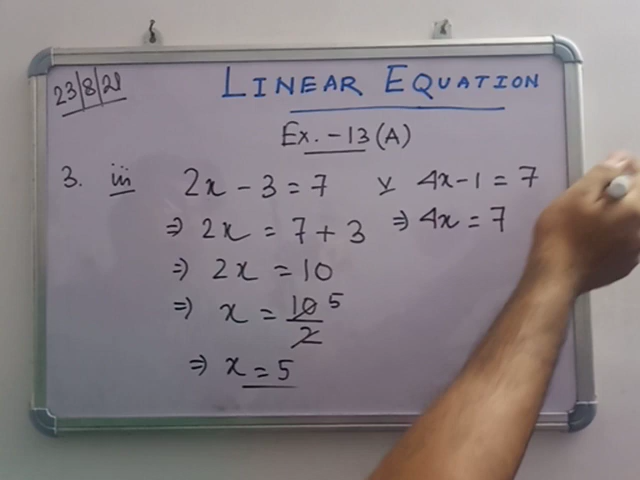 23/8/21
LINEAR EQUATION
Ex. - 13 (A)
3. iii 2x - 3 = 7
⇒ 2x = 7 + 3
⇒ 2x = 10
⇒ x = 10/2 5
⇒ x = 5
v 4x - 1 = 7
⇒ 4x = 7